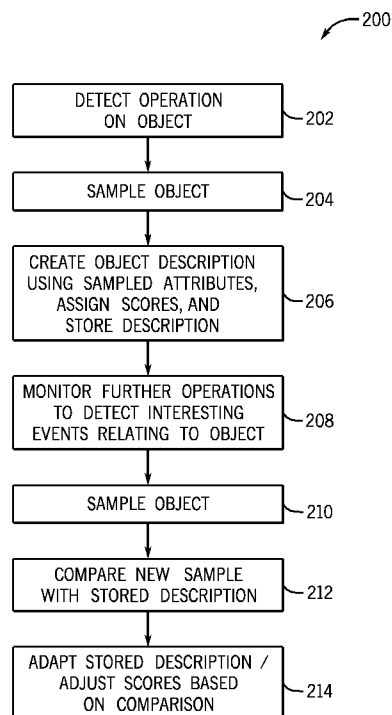 200
DETECT OPERATION
ON OBJECT
202
SAMPLE OBJECT
204
CREATE OBJECT DESCRIPTION
USING SAMPLED ATTRIBUTES,
ASSIGN SCORES, AND
STORE DESCRIPTION
206
MONITOR FURTHER OPERATIONS
TO DETECT INTERESTING
EVENTS RELATING TO OBJECT
208
SAMPLE OBJECT
210
COMPARE NEW SAMPLE
WITH STORED DESCRIPTION
212
ADAPT STORED DESCRIPTION /
ADJUST SCORES BASED
ON COMPARISON
214